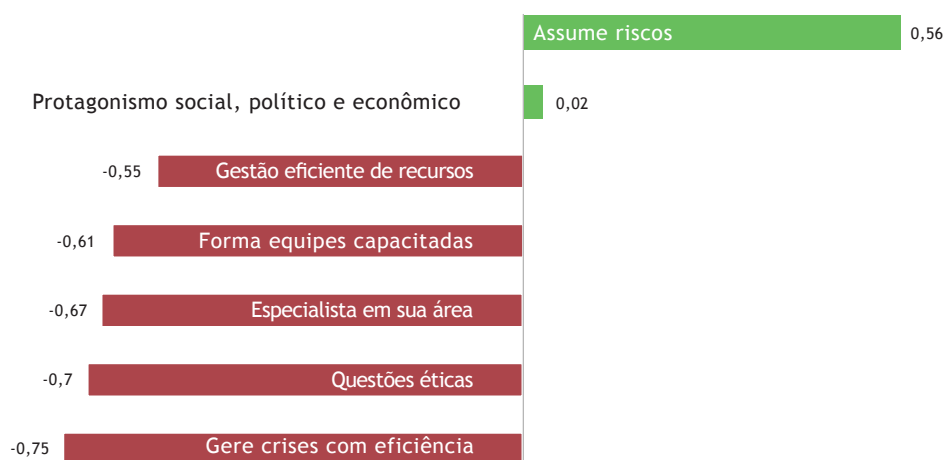 Assume riscos 0,56
Protagonismo social, político e econômico 0,02
-0,55 Gestão eficiente de recursos
-0,61 Forma equipes capacitadas
-0,67 Especialista em sua área
-0,7 Questões éticas
-0,75 Gere crises com eficiência